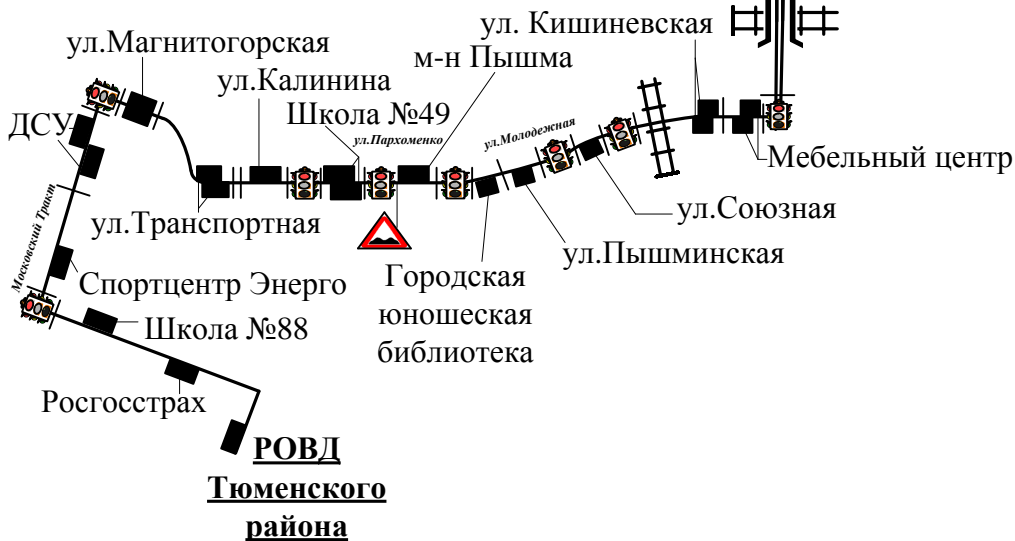 ул. Кишиневская
ул.Магнитогорская
м-н Пышма
ул.Калинина
Школа №49
ул.Пархоменко
ул.Молодежная
ДСУ
Мебельный центр
ул.Транспортная
ул.Союзная
Московский Тракт
ул.Пышминская
Спортцентр Энерго
Городская
юношеская
библиотека
Школа №88
Росгосстрах
РОВД
Тюменского
района